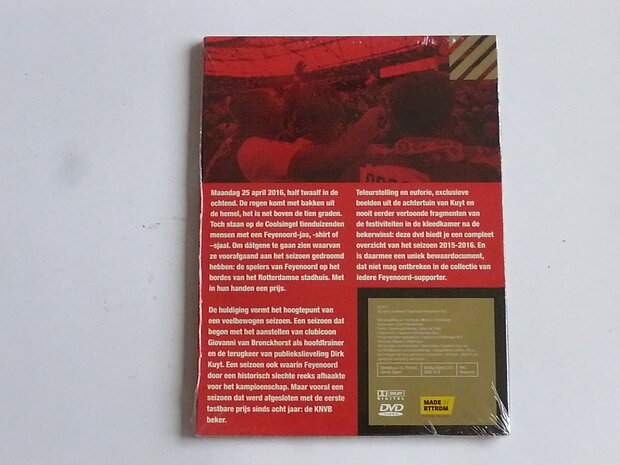 Maandag 25 april 2016, half twaalf in de
ochtend. De regen komt met bakken uit
de hemel, het is net boven de tien graden.
Toch staan op de Coolsingel tienduizenden
mensen met een Feyenoord-jas, -shirt of
–sjaal. Om dátgene te gaan zien waarvan
ze voorafgaand aan het seizoen gedroomd
hebben: de spelers van Feyenoord op het
bordes van het Rotterdamse stadhuis. Met
in hun handen een prijs.
De huldiging vormt het hoogtepunt van
een veelbewogen seizoen. Een seizoen dat
begon met het aanstellen van clubicoon
Giovanni van Bronckhorst als hoofdtrainer
en de terugkeer van publiekslieveling Dirk
Kuyt. Een seizoen ook waarin Feyenoord
door een historisch slechte reeks afhaakte
voor het kampioenschap. Maar vooral een
seizoen dat werd afgesloten met de eerste
tastbare prijs sinds acht jaar: de KNVB
beker.
Teleurstelling en euforie, exclusieve
beelden uit de achtertuin van Kuyt en
nooit eerder vertoonde fragmenten van
de festiviteiten in de kleedkamer na de
bekerwinst: deze dvd biedt je een compleet
overzicht van het seizoen 2015-2016. En
is daarmee een uniek bewaardocument,
dat niet mag ontbreken in de collectie van
iedere Feyenoord-supporter.
DOLBY
DIGITAL
DVD
VIDEO
MADE
RTTRDM